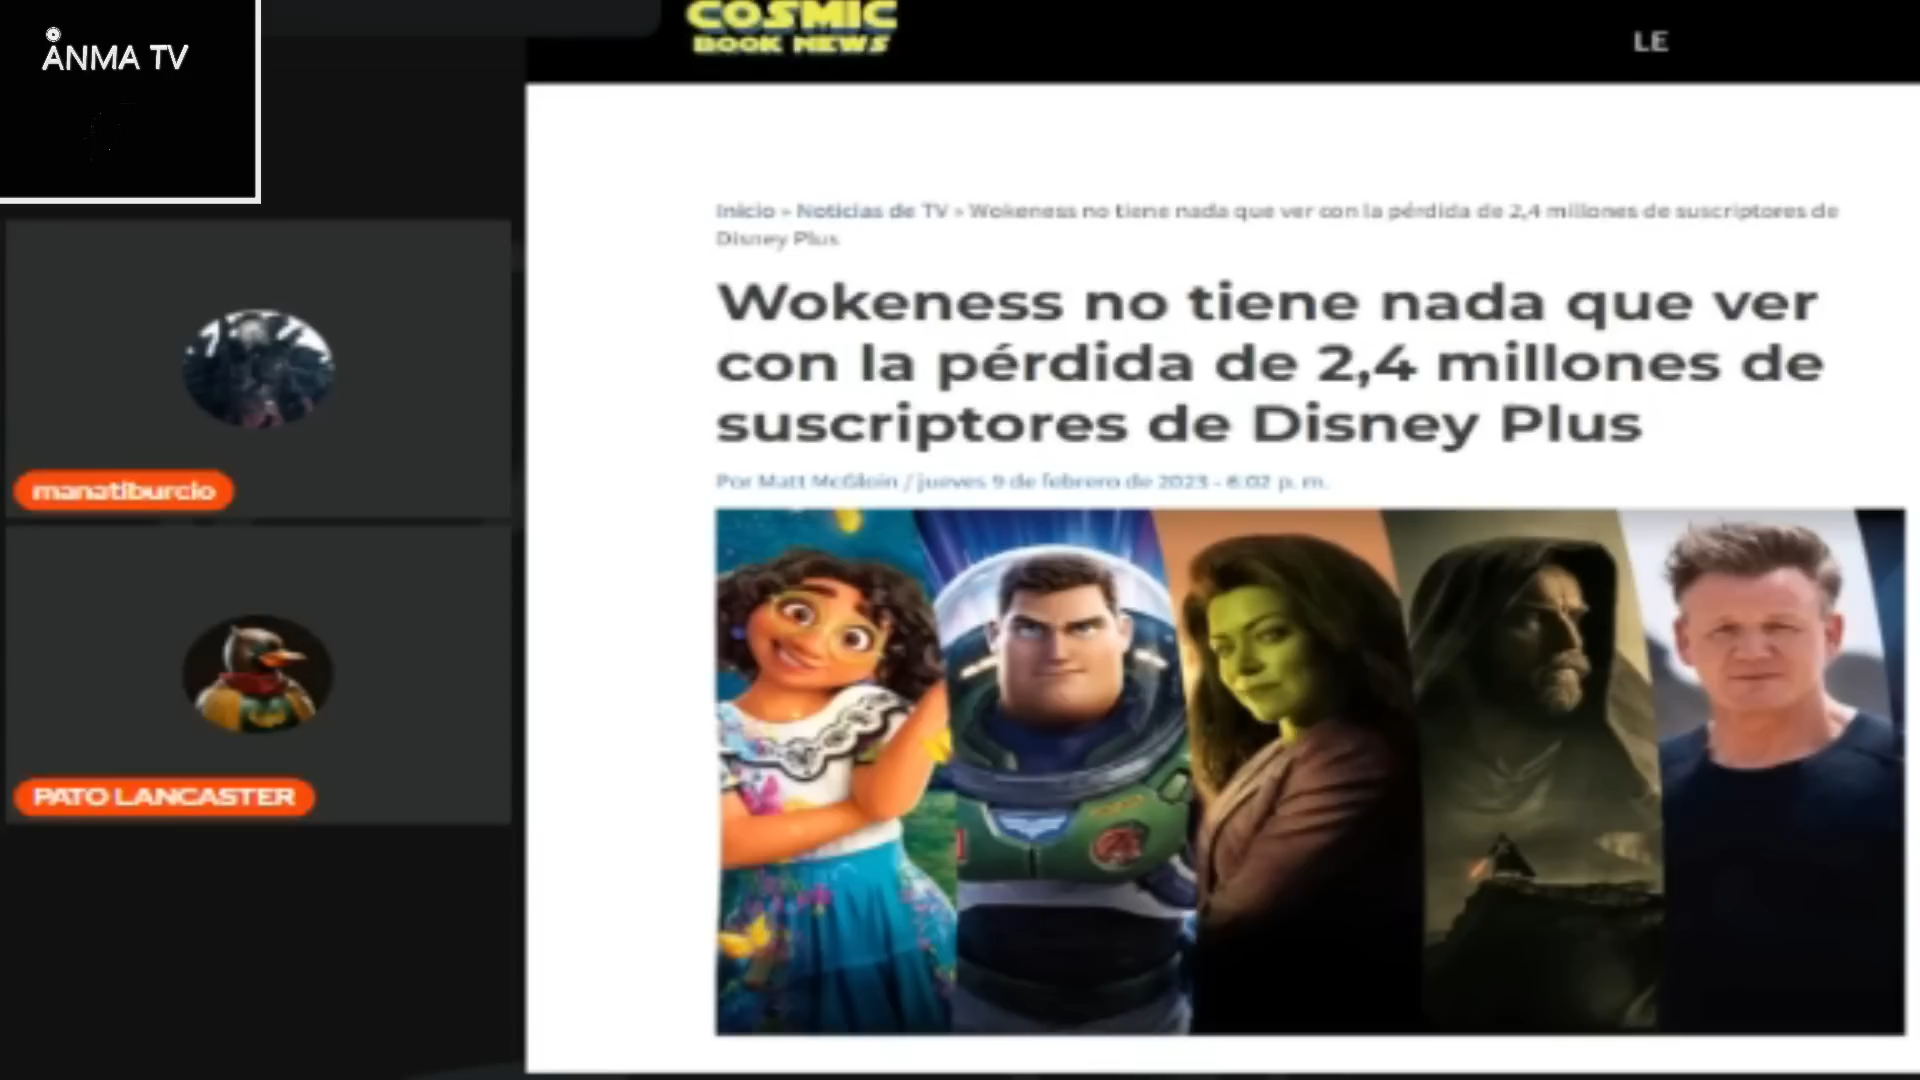 ANMA TV
COSMIC
BOOK NEWS
LE
Inicio » Noticias de TV » Wokeness no tiene nada que ver con la pérdida de 2,4 millones de suscriptores de
Disney Plus
Wokeness no tiene nada que ver
con la pérdida de 2,4 millones de
suscriptores de Disney Plus
Por Matt McGloin / jueves 9 de febrero de 2023 - 6:02 p. m.
manatiburcio
PATO LANCASTER